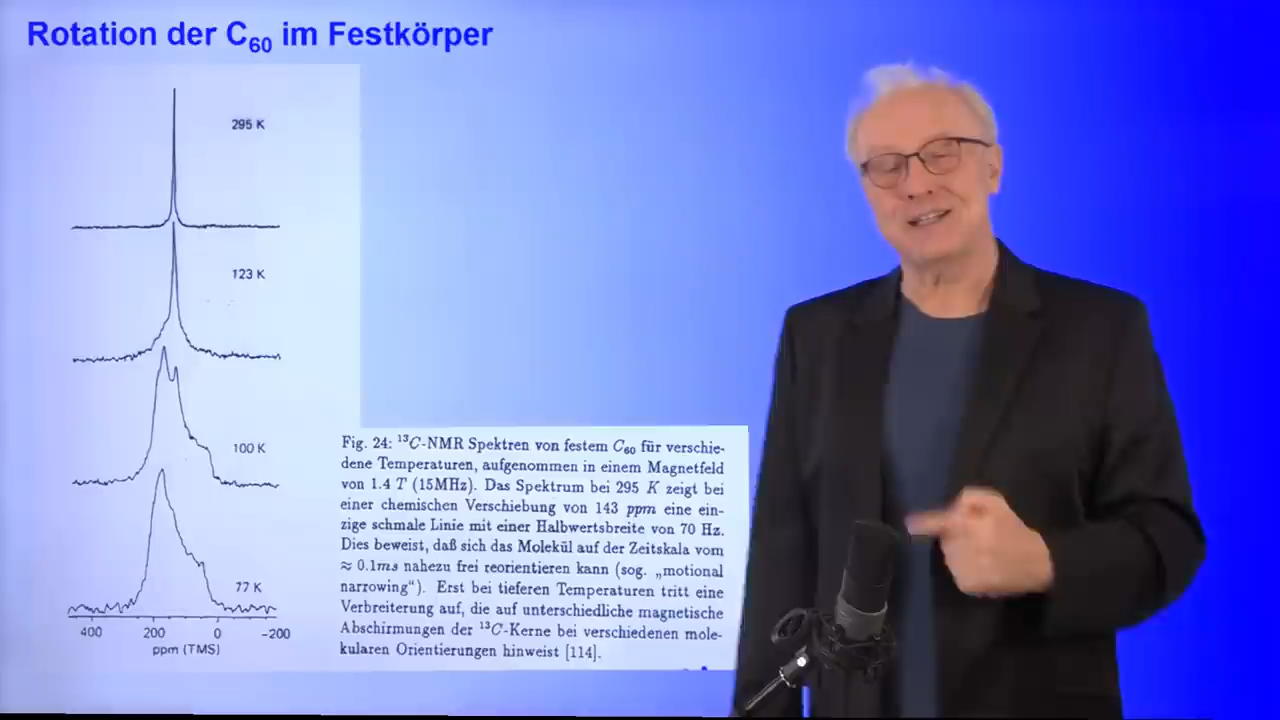 Rotation der C60 im Festkörper
295 K
123 K
100 K
77 K
400 200 0 -200
ppm (TMS)
Fig. 24: 13C-NMR Spektren von festem C60 für verschie-
dene Temperaturen, aufgenommen in einem Magnetfeld
von 1.4 T (15MHz). Das Spektrum bei 295 K zeigt bei
einer chemischen Verschiebung von 143 ppm eine ein-
zige schmale Linie mit einer Halbwertsbreite von 70 Hz.
Dies beweist, daß sich das Molekül auf der Zeitskala vom
≈ 0.1ms nahezu frei reorientieren kann (sog. „motional
narrowing“). Erst bei tieferen Temperaturen tritt eine
Verbreiterung auf, die auf unterschiedliche magnetische
Abschirmungen der 13C-Kerne bei verschiedenen mole-
kularen Orientierungen hinweist [114].